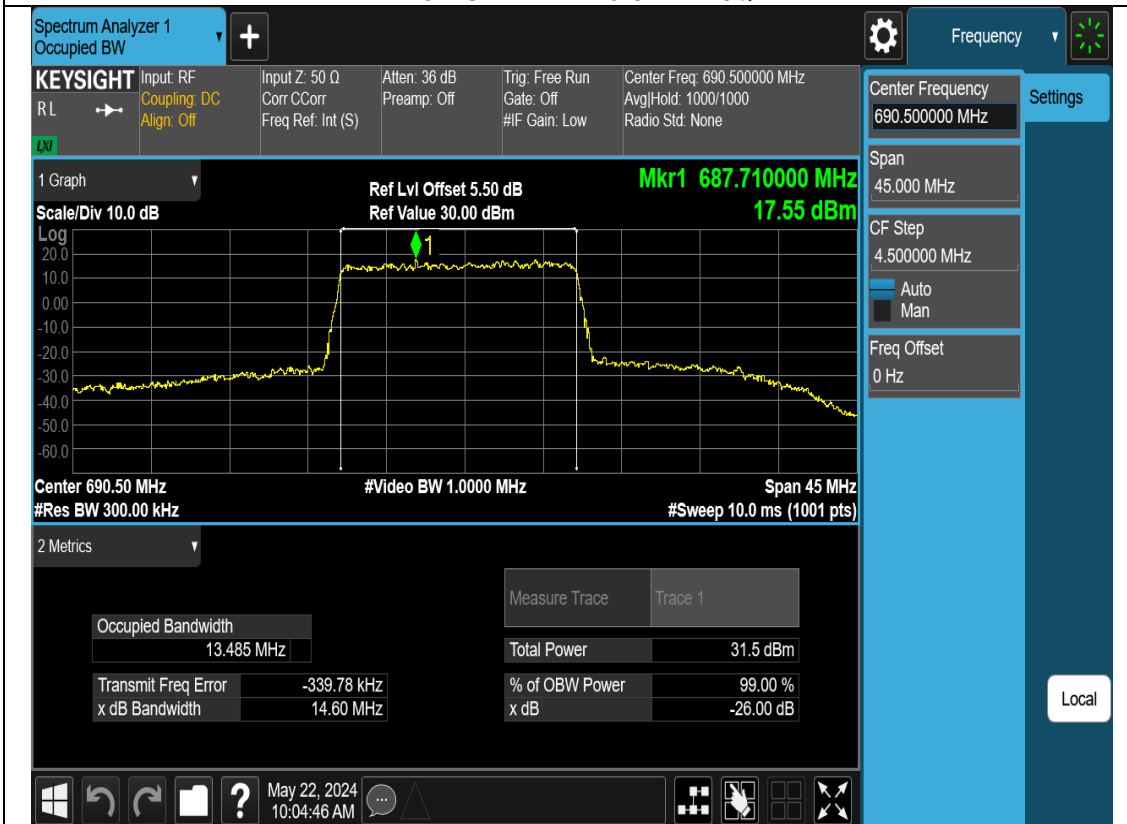 Spectrum Analyzer 1
Occupied BW
+
Frequency
KEYSIGHT
R L
LXI
Input: RF
Coupling: DC
Align: Off
Input Z: 50 Ω
Corr CCorr
Freq Ref: Int (S)
Atten: 36 dB
Preamp: Off
Trig: Free Run
Gate: Off
#IF Gain: Low
Center Freq: 690.500000 MHz
Avg|Hold: 1000/1000
Radio Std: None
Center Frequency
690.500000 MHz
Settings
Span
45.000 MHz
CF Step
4.500000 MHz
Auto
Man
Freq Offset
0 Hz
Local
1 Graph
Scale/Div 10.0 dB
Ref Lvl Offset 5.50 dB
Ref Value 30.00 dBm
Mkr1 687.710000 MHz
17.55 dBm
Log
1
20.0
10.0
0.00
-10.0
-20.0
-30.0
-40.0
-50.0
-60.0
Center 690.50 MHz
#Video BW 1.0000 MHz
Span 45 MHz
#Res BW 300.00 kHz
#Sweep 10.0 ms (1001 pts)
2 Metrics
Measure Trace
Trace 1
Occupied Bandwidth
13.485 MHz
Total Power
31.5 dBm
Transmit Freq Error
-339.78 kHz
% of OBW Power
99.00 %
x dB Bandwidth
14.60 MHz
x dB
-26.00 dB
?
May 22, 2024
10:04:46 AM